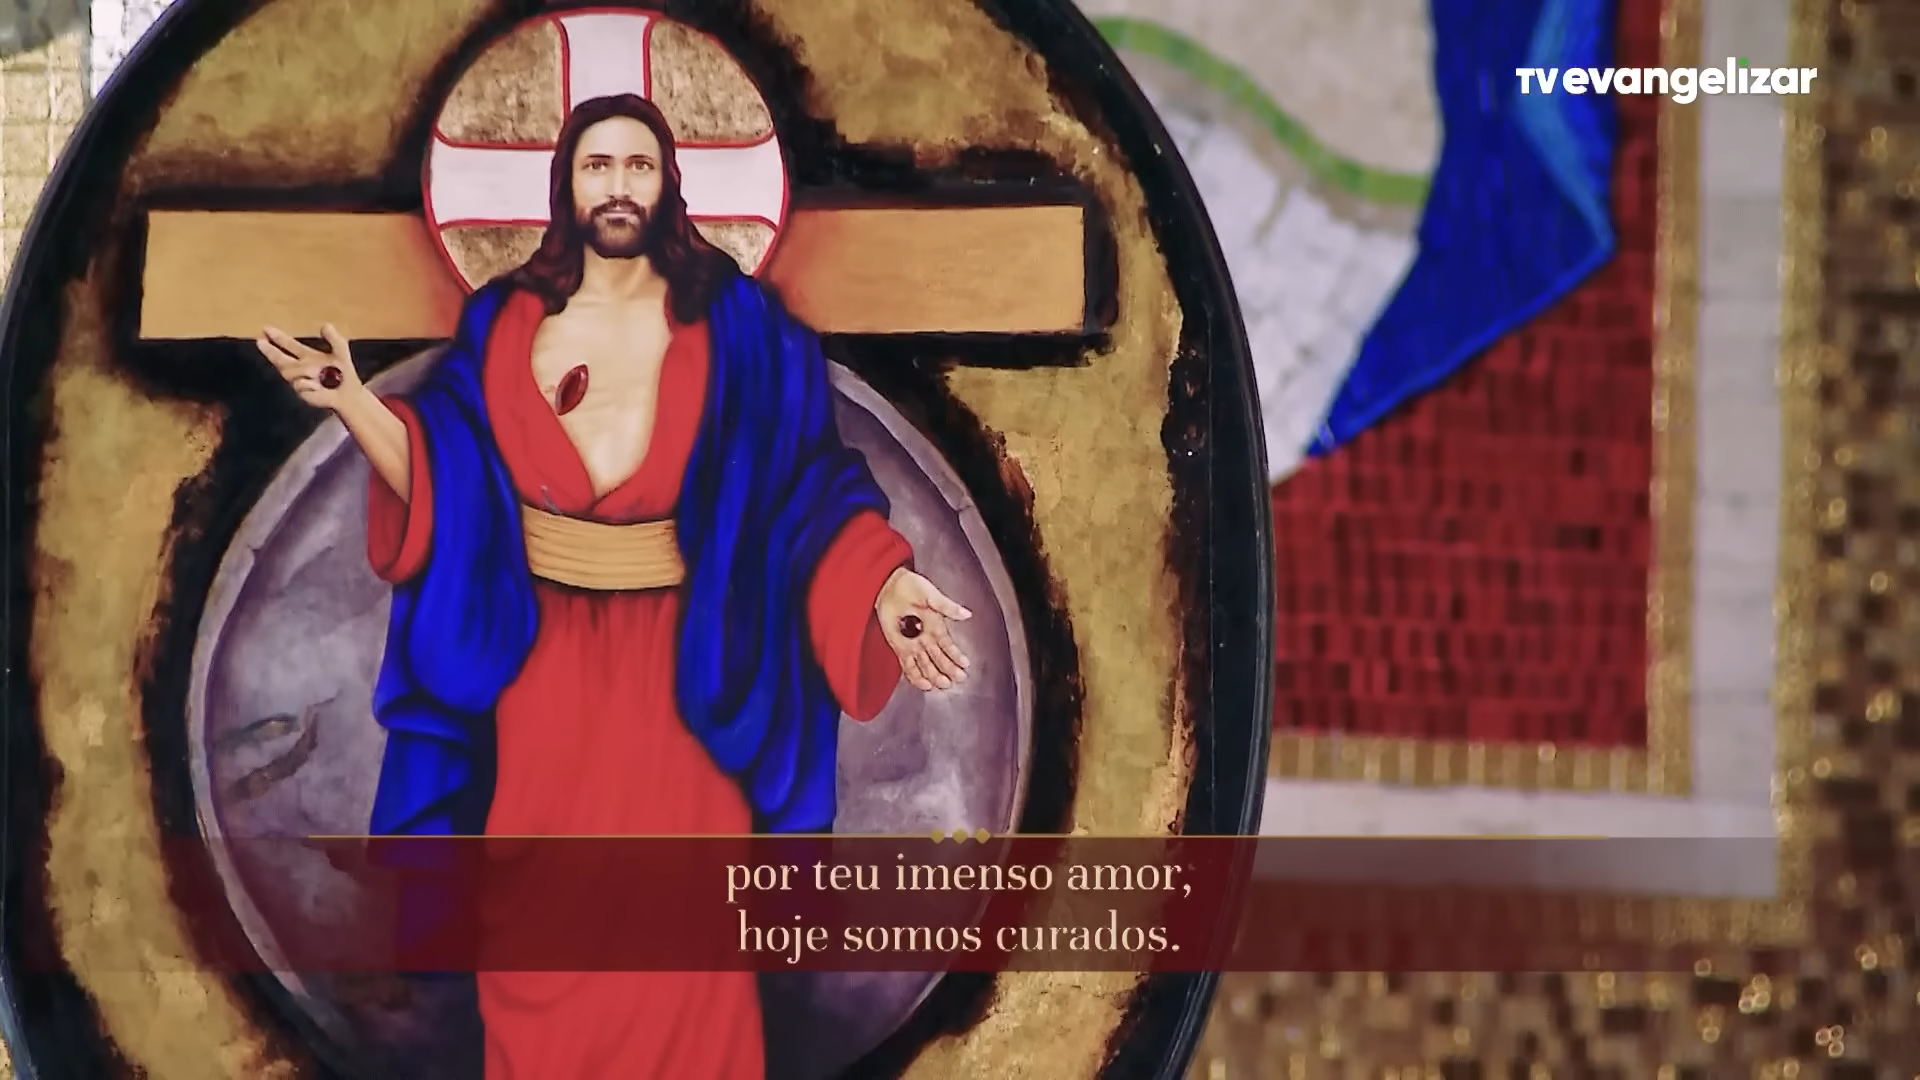 TV evangelizar
por teu imenso amor,
hoje somos curados.